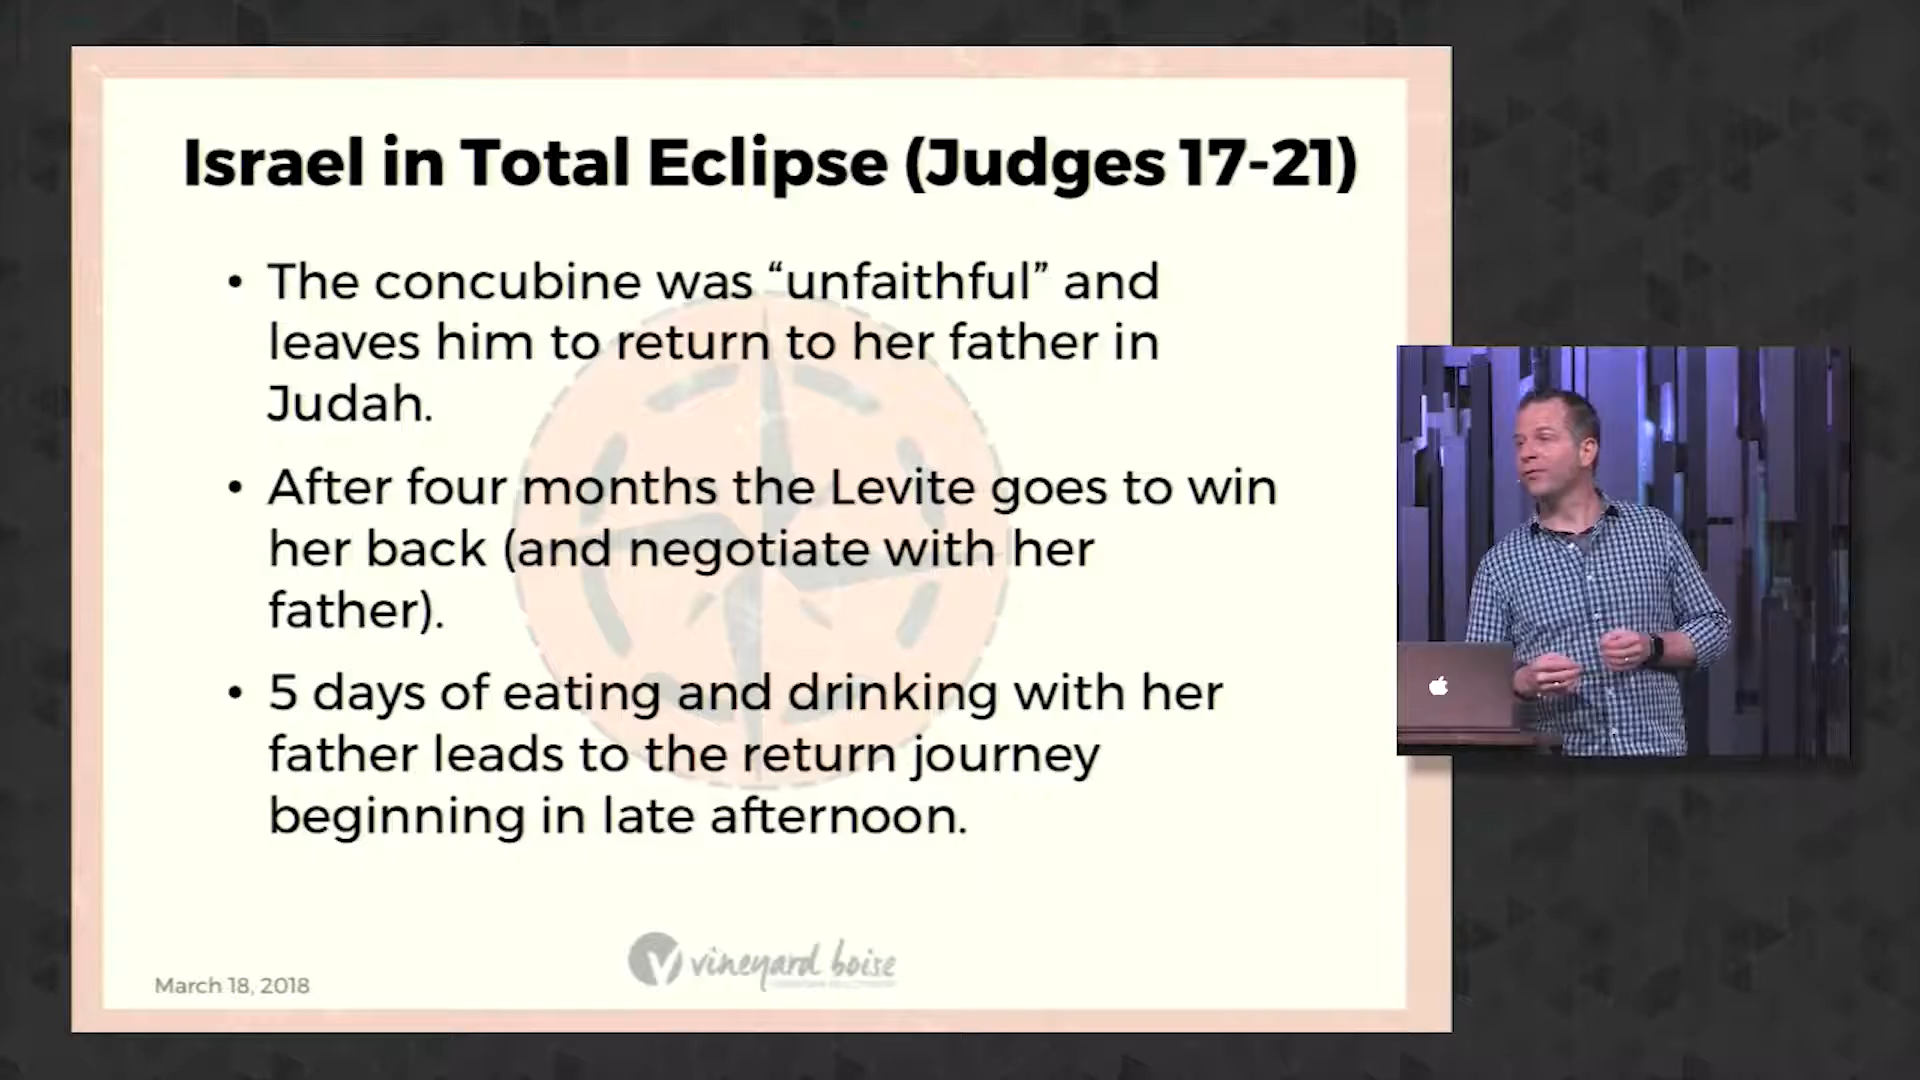 Israel in Total Eclipse (Judges 17-21)
• The concubine was “unfaithful” and
leaves him to return to her father in
Judah.
• After four months the Levite goes to win
her back (and negotiate with her
father).
• 5 days of eating and drinking with her
father leads to the return journey
beginning in late afternoon.
vineyard boise
March 18, 2018